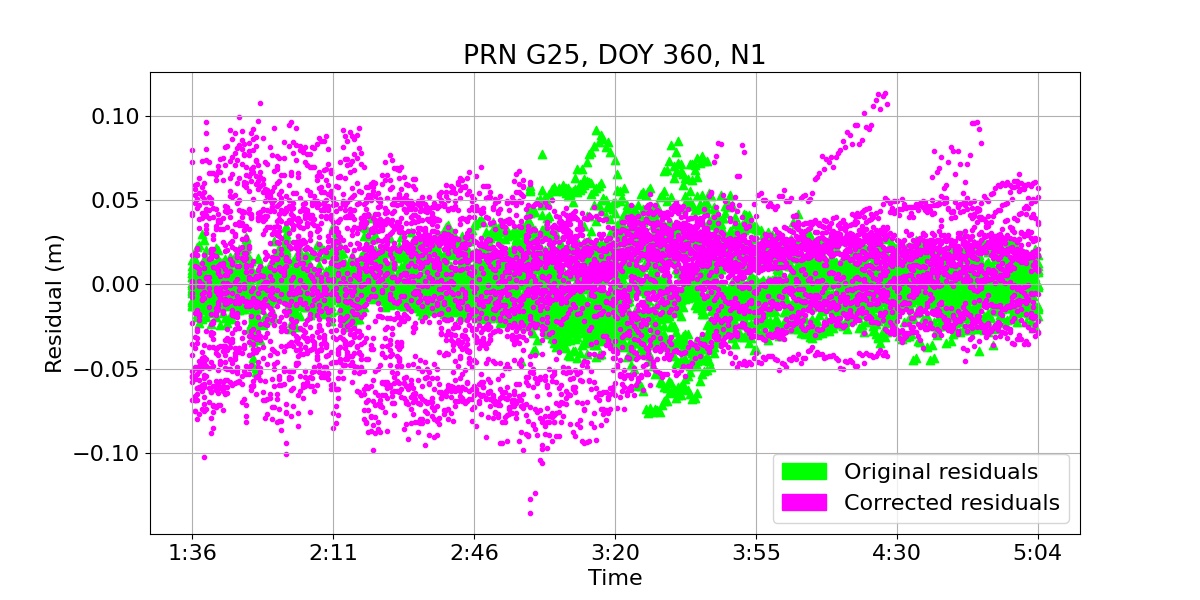 PRN G25, DOY 360, N1
Residual (m)
0.10
0.05
0.00
−0.05
−0.10
Original residuals
Corrected residuals
1:36 2:11 2:46 3:20 3:55 4:30 5:04
Time